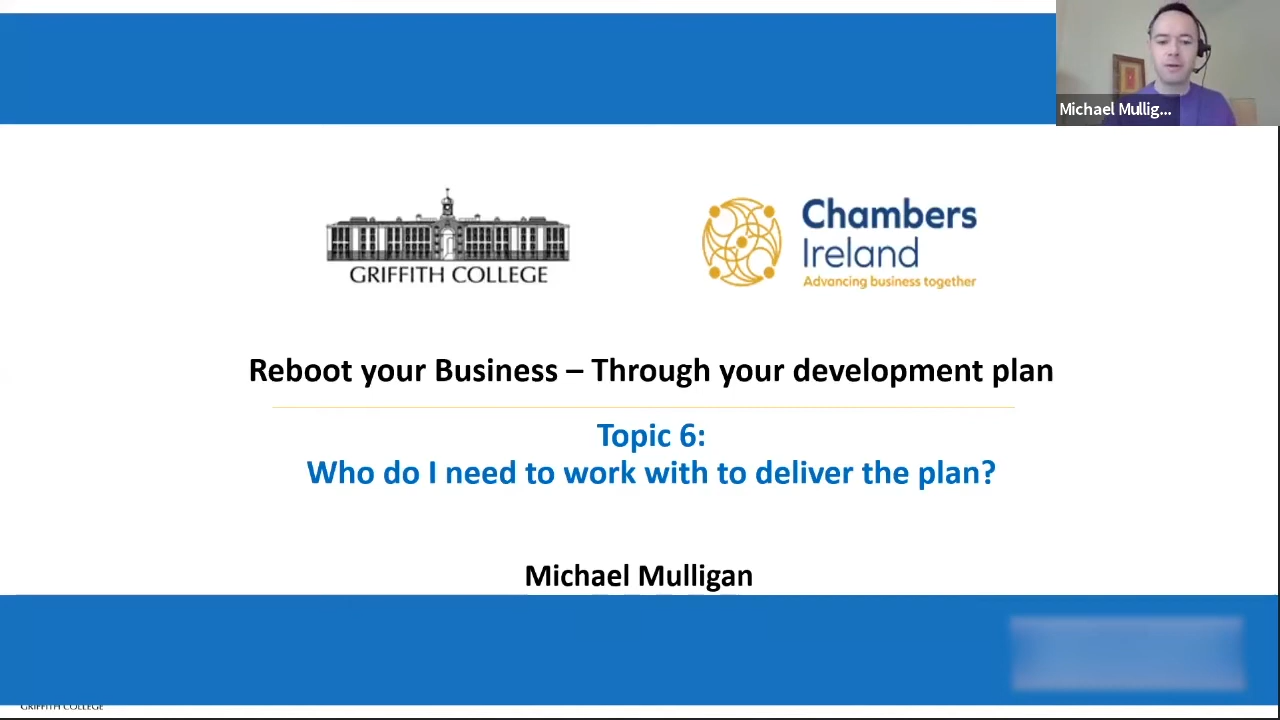 Michael Mullig...
GRIFFITH COLLEGE
Chambers
Ireland
Advancing business together
Reboot your Business – Through your development plan
Topic 6:
Who do I need to work with to deliver the plan?
Michael Mulligan
GRIFFITH COLLEGE